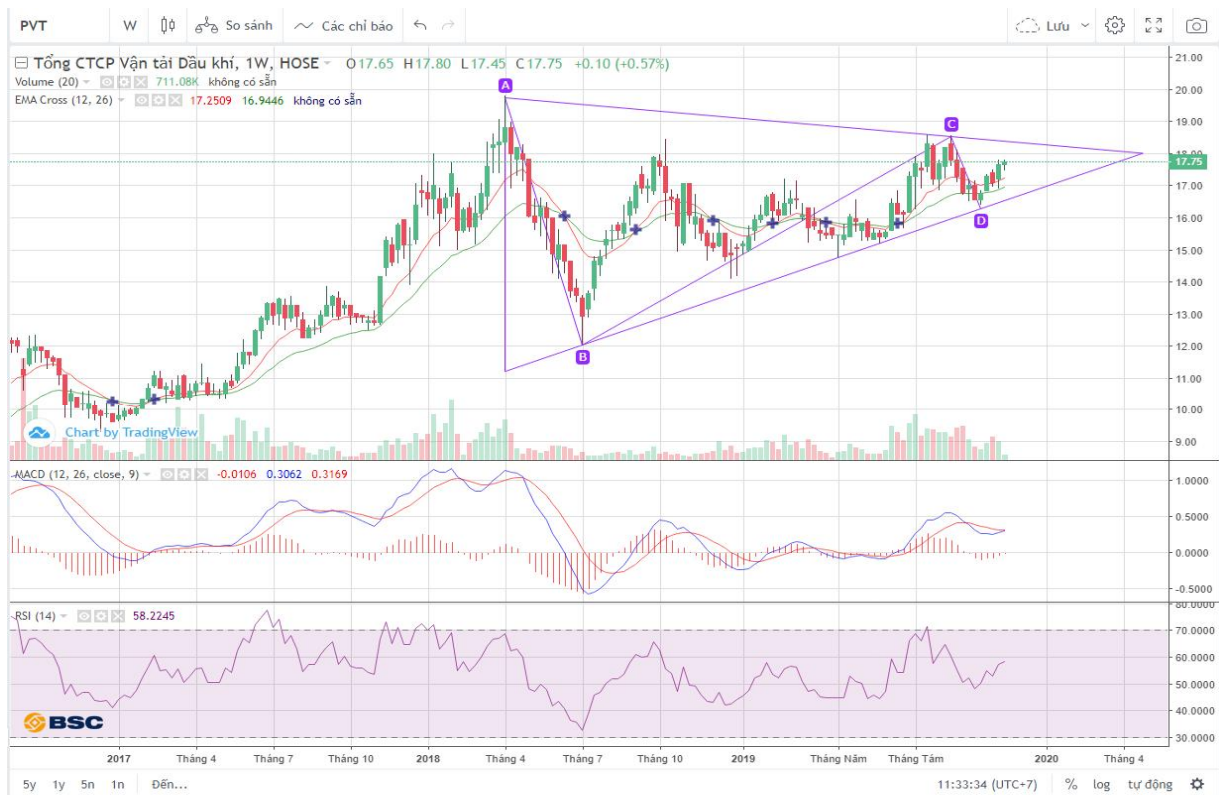 PVT W So sánh Các chỉ báo Lưu
Tổng CTCP Vận tải Dầu khí, 1W, HOSE O17.65 H17.80 L17.45 C17.75 +0.10 (+0.57%)
Volume (20) 711.08K không có sẵn
EMA Cross (12, 26) 17.2509 16.9446 không có sẵn
A
C
D
B
21.00
20.00
19.00
18.00
17.75
17.00
16.00
15.00
14.00
13.00
12.00
11.00
10.00
9.00
Chart by TradingView
MACD (12, 26, close, 9) -0.0106 0.3062 0.3169
1.0000
0.5000
0.0000
-0.5000
RSI (14) 58.2245
80.0000
70.0000
60.0000
50.0000
40.0000
30.0000
BSC
2017 Tháng 4 Tháng 7 Tháng 10 2018 Tháng 4 Tháng 7 Tháng 10 2019 Tháng Năm Tháng Tám 2020 Tháng 4
5y 1y 5n 1n Đến... 11:33:34 (UTC+7) % log tự động